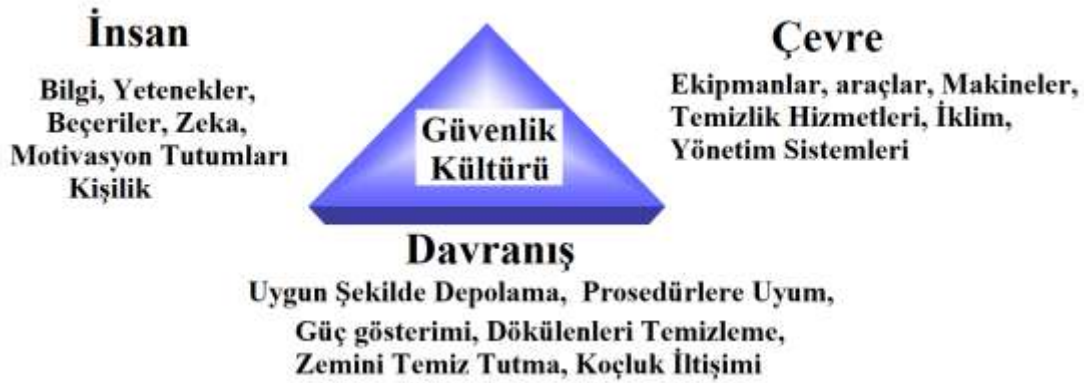 İnsan
Bilgi, Yetenekler,
Beçeriler, Zeka,
Motivasyon Tutumları
Kişilik
Güvenlik
Kültürü
Çevre
Ekipmanlar, araçlar, Makineler,
Temizlik Hizmetleri, İklim,
Yönetim Sistemleri
Davranış
Uygun Şekilde Depolama, Prosedürlere Uyum,
Güç gösterimi, Dökülenleri Temizleme,
Zemini Temiz Tutma, Koçluk İltişimi